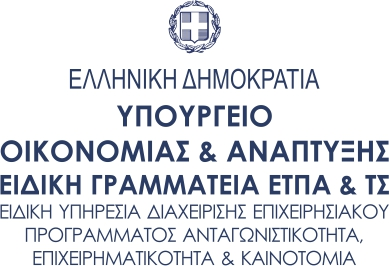 ΕΛΛΗΝΙΚΗ ΔΗΜΟΚΡΑΤΙΑ
ΥΠΟΥΡΓΕΙΟ
ΟΙΚΟΝΟΜΙΑΣ & ΑΝΑΠΤΥΞΗΣ
ΕΙΔΙΚΗ ΓΡΑΜΜΑΤΕΙΑ ΕΤΠΑ & ΤΣ
ΕΙΔΙΚΗ ΥΠΗΡΕΣΙΑ ΔΙΑΧΕΙΡΙΣΗΣ ΕΠΙΧΕΙΡΗΣΙΑΚΟΥ
ΠΡΟΓΡΑΜΜΑΤΟΣ ΑΝΤΑΓΩΝΙΣΤΙΚΟΤΗΤΑ,
ΕΠΙΧΕΙΡΗΜΑΤΙΚΟΤΗΤΑ & ΚΑΙΝΟΤΟΜΙΑ